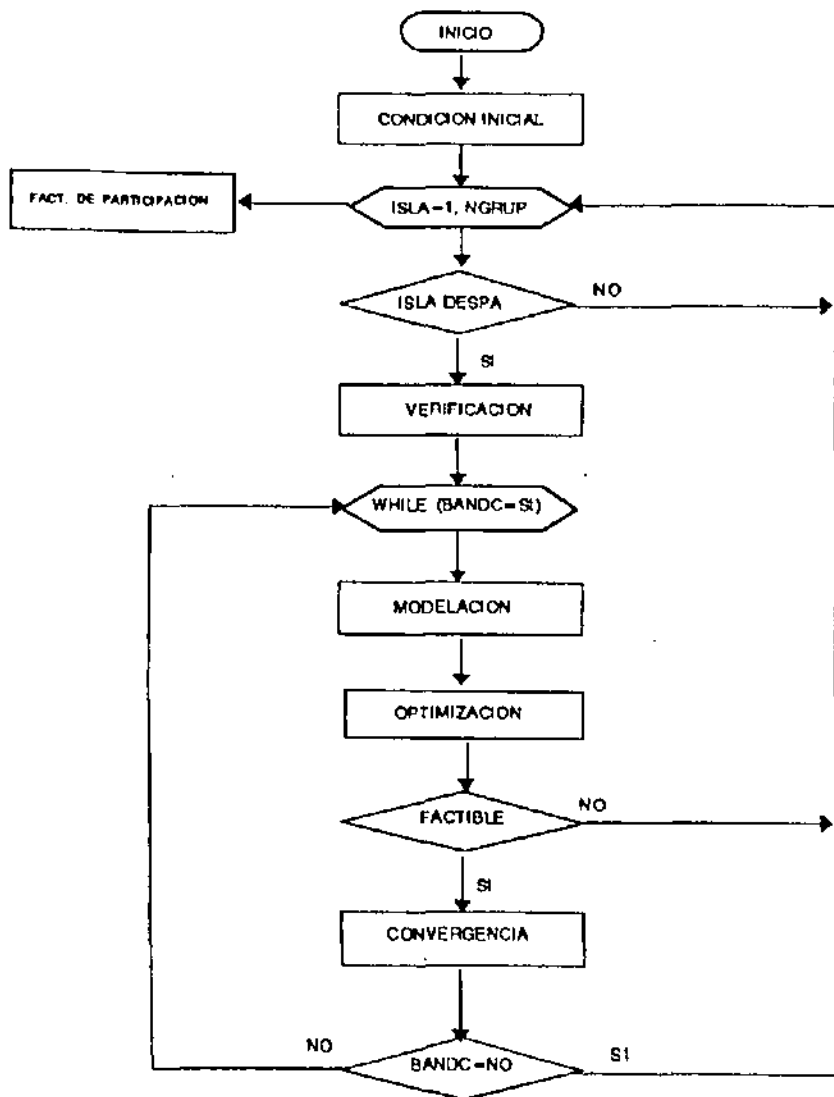 INICIO
CONDICION INICIAL
FACT. DE PARTICIPACION
ISLA=1, NGRUP
ISLA DESPA
NO
SI
VERIFICACION
WHILE (BANDC=SI)
MODELACION
OPTIMIZACION
FACTIBLE
NO
SI
CONVERGENCIA
NO
BANDC=NO
SI